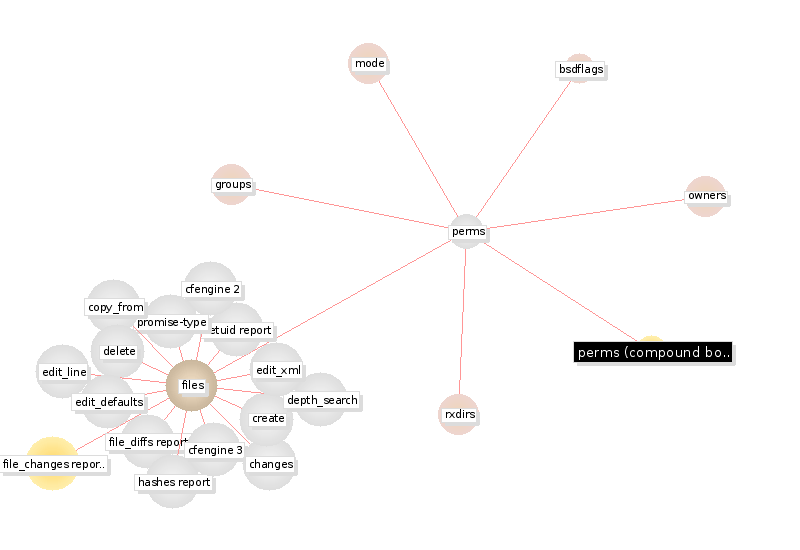 mode
bsdflags
groups
owners
perms
cfengine 2
copy_from
promise-type
etuid report
perms (compound bo..
delete
edit_line
edit_xml
files
edit_defaults
depth_search
create
rxdirs
file_diffs report
cfengine 3
file_changes repor..
changes
hashes report